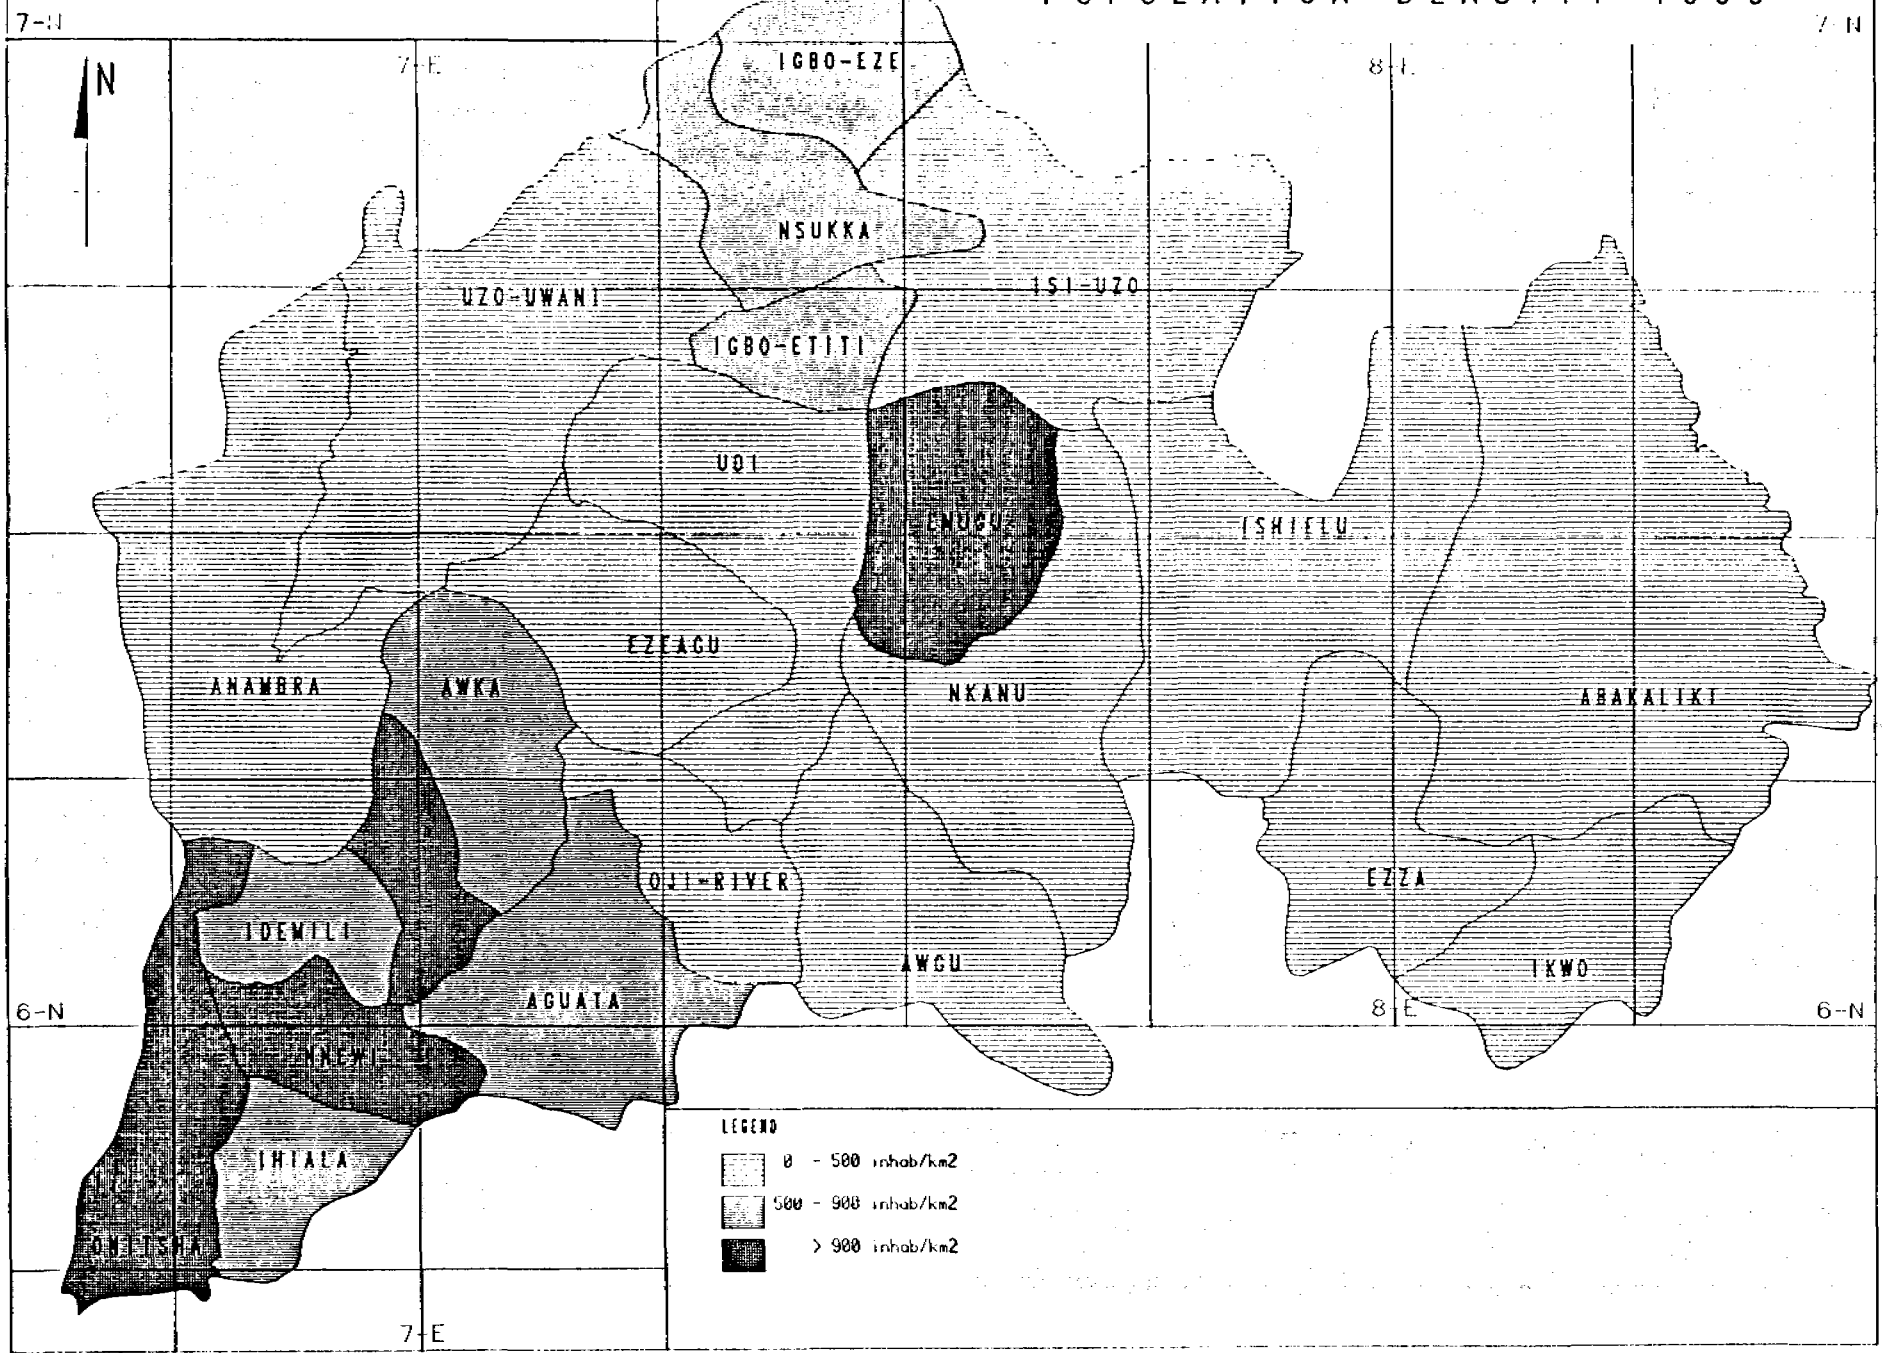 POPULATION DENSITY
7-N
7-N
7-E
8-E
N
IGBO-EZE
NSUKKA
UZO-UWANI
ISI-UZO
IGBO-ETITI
UDI
ENUGU
ISHIELU
EZEAGU
ANAMBRA
AWKA
NKANU
ABAKALIKI
OJI-RIVER
EZZA
IDEMILI
AWGU
IKWO
AGUATA
6-N
8-E
6-N
NNEWI
LEGEND
0 - 500 inhab/km2
IHIALA
500 - 900 inhab/km2
ONITSHA
> 900 inhab/km2
7-E